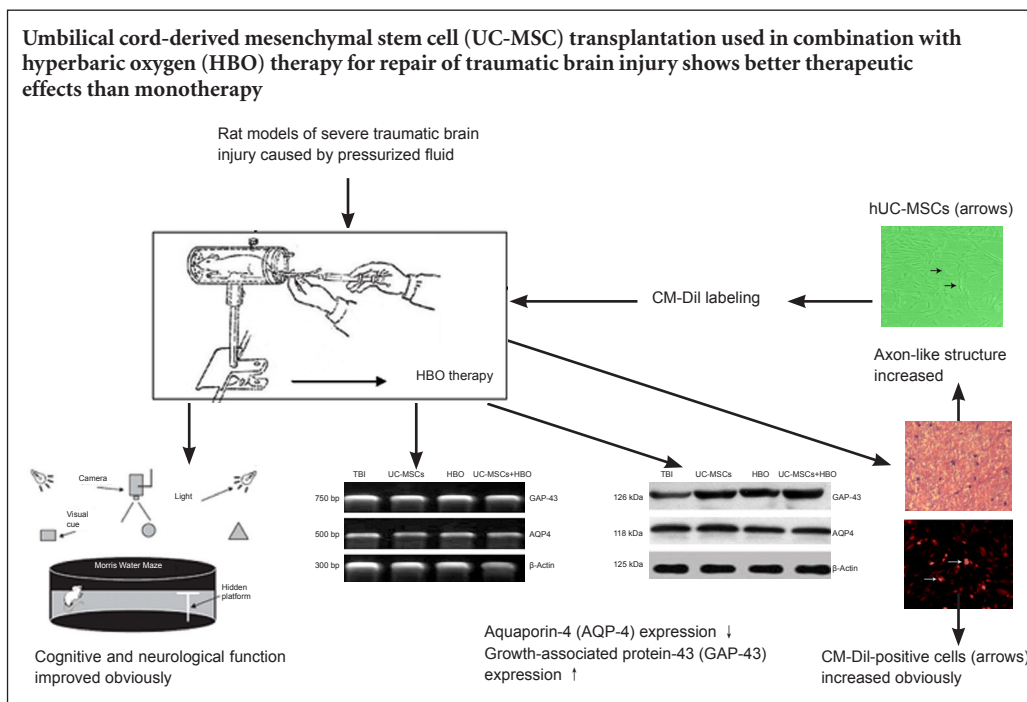 Umbilical cord-derived mesenchymal stem cell (UC-MSC) transplantation used in combination with
hyperbaric oxygen (HBO) therapy for repair of traumatic brain injury shows better therapeutic
effects than monotherapy
Rat models of severe traumatic brain
injury caused by pressurized fluid
hUC-MSCs (arrows)
CM-Dil labeling
HBO therapy
Axon-like structure
increased
Camera
Light
Visual
cue
Morris Water Maze
Hidden
platform
Cognitive and neurological function
improved obviously
TBI UC-MSCs HBO UC-MSCs+HBO
750 bp GAP-43
500 bp AQP4
300 bp β-Actin
TBI UC-MSCs HBO UC-MSCs+HBO
126 kDa GAP-43
118 kDa AQP4
125 kDa β-Actin
Aquaporin-4 (AQP-4) expression ↓
Growth-associated protein-43 (GAP-43)
expression ↑
CM-Dil-positive cells (arrows)
increased obviously